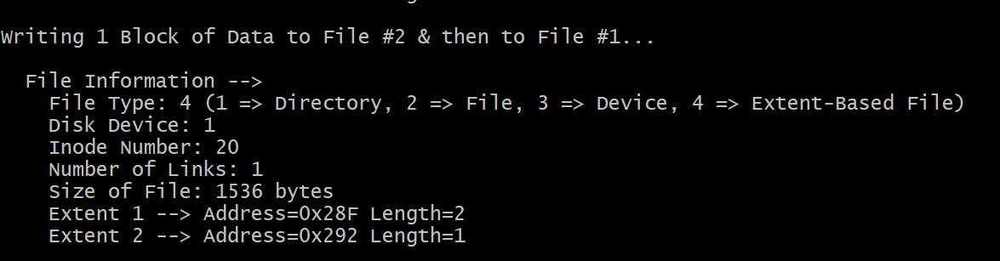 Writing 1 Block of Data to File #2 & then to File #1...
File Information -->
File Type: 4 (1 => Directory, 2 => File, 3 => Device, 4 => Extent-Based File)
Disk Device: 1
Inode Number: 20
Number of Links: 1
Size of File: 1536 bytes
Extent 1 --> Address=0x28F Length=2
Extent 2 --> Address=0x292 Length=1